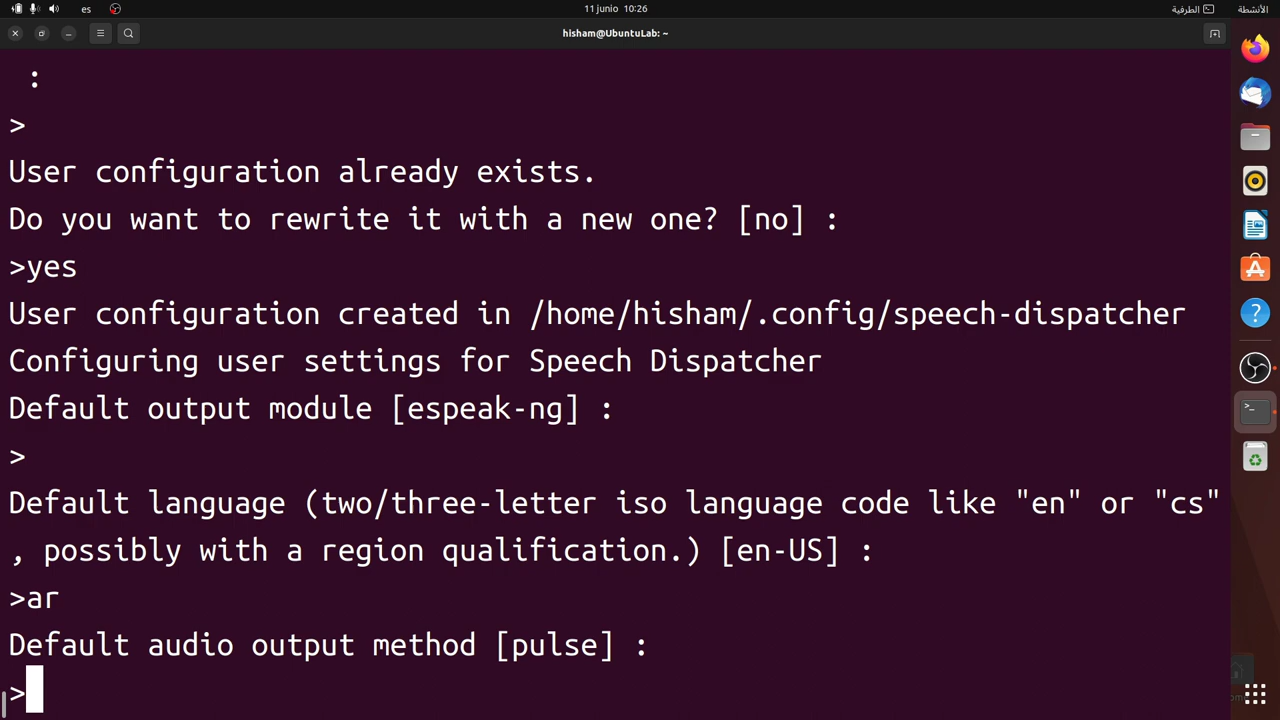 es
11 junio 10:26
الطرفية
الأنشطة
hisham@UbuntuLab: ~
:
>
User configuration already exists.
Do you want to rewrite it with a new one? [no] :
>yes
User configuration created in /home/hisham/.config/speech-dispatcher
Configuring user settings for Speech Dispatcher
Default output module [espeak-ng] :
>
Default language (two/three-letter iso language code like "en" or "cs"
, possibly with a region qualification.) [en-US] :
>ar
Default audio output method [pulse] :
>